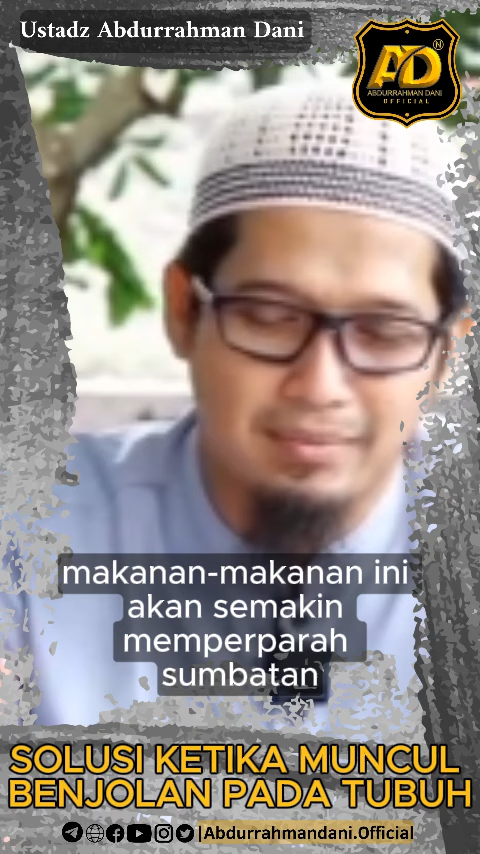 Ustadz Abdurrahman Dani
AD
N
ABDURRAHMAN DANI
OFFICIAL
makanan-makanan ini
akan semakin
memperparah
sumbatan
SOLUSI KETIKA MUNCUL
BENJOLAN PADA TUBUH
|Abdurrahmandani.Official